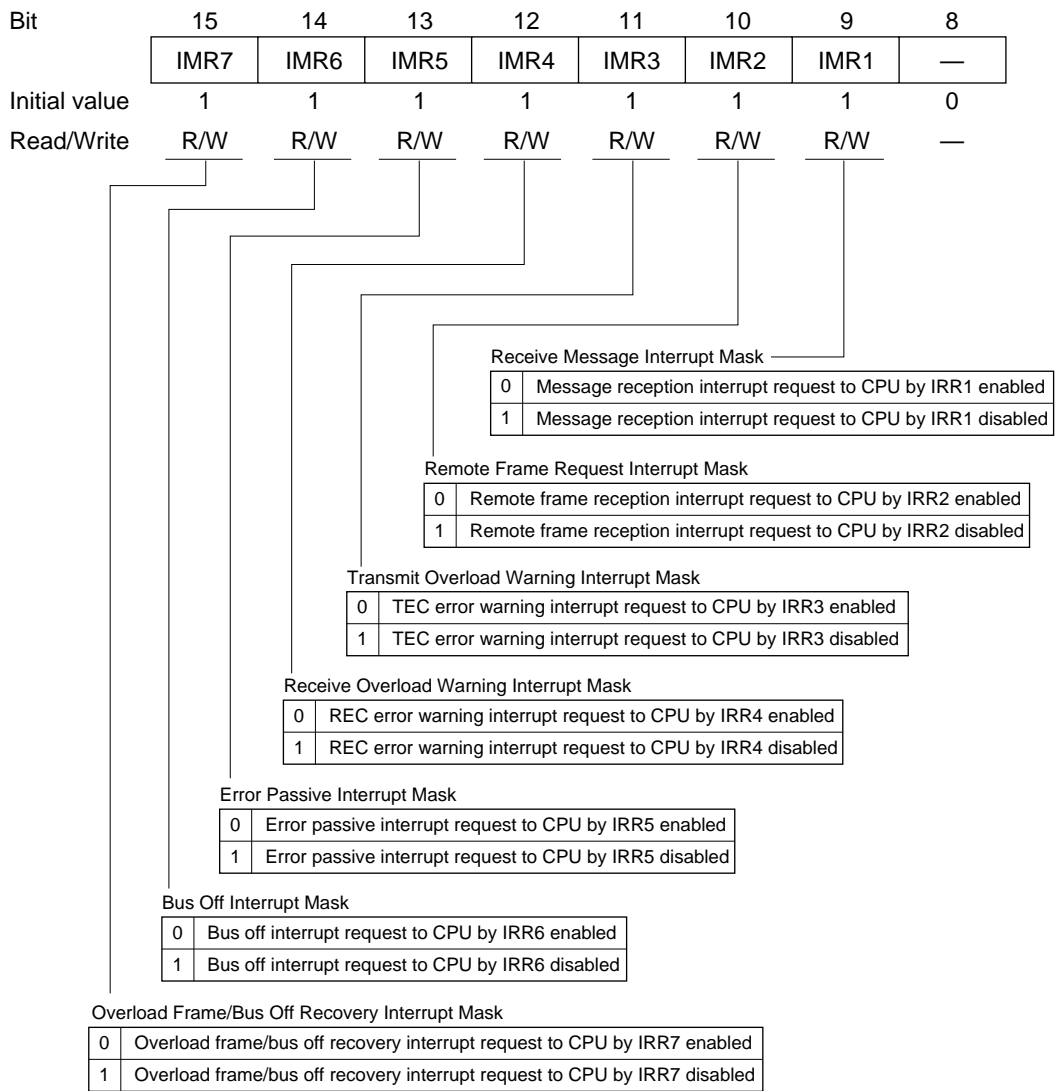 Bit 15 14 13 12 11 10 9 8
IMR7 IMR6 IMR5 IMR4 IMR3 IMR2 IMR1 —
Initial value 1 1 1 1 1 1 1 0
Read/Write R/W R/W R/W R/W R/W R/W R/W —
Receive Message Interrupt Mask
0 Message reception interrupt request to CPU by IRR1 enabled
1 Message reception interrupt request to CPU by IRR1 disabled
Remote Frame Request Interrupt Mask
0 Remote frame reception interrupt request to CPU by IRR2 enabled
1 Remote frame reception interrupt request to CPU by IRR2 disabled
Transmit Overload Warning Interrupt Mask
0 TEC error warning interrupt request to CPU by IRR3 enabled
1 TEC error warning interrupt request to CPU by IRR3 disabled
Receive Overload Warning Interrupt Mask
0 REC error warning interrupt request to CPU by IRR4 enabled
1 REC error warning interrupt request to CPU by IRR4 disabled
Error Passive Interrupt Mask
0 Error passive interrupt request to CPU by IRR5 enabled
1 Error passive interrupt request to CPU by IRR5 disabled
Bus Off Interrupt Mask
0 Bus off interrupt request to CPU by IRR6 enabled
1 Bus off interrupt request to CPU by IRR6 disabled
Overload Frame/Bus Off Recovery Interrupt Mask
0 Overload frame/bus off recovery interrupt request to CPU by IRR7 enabled
1 Overload frame/bus off recovery interrupt request to CPU by IRR7 disabled